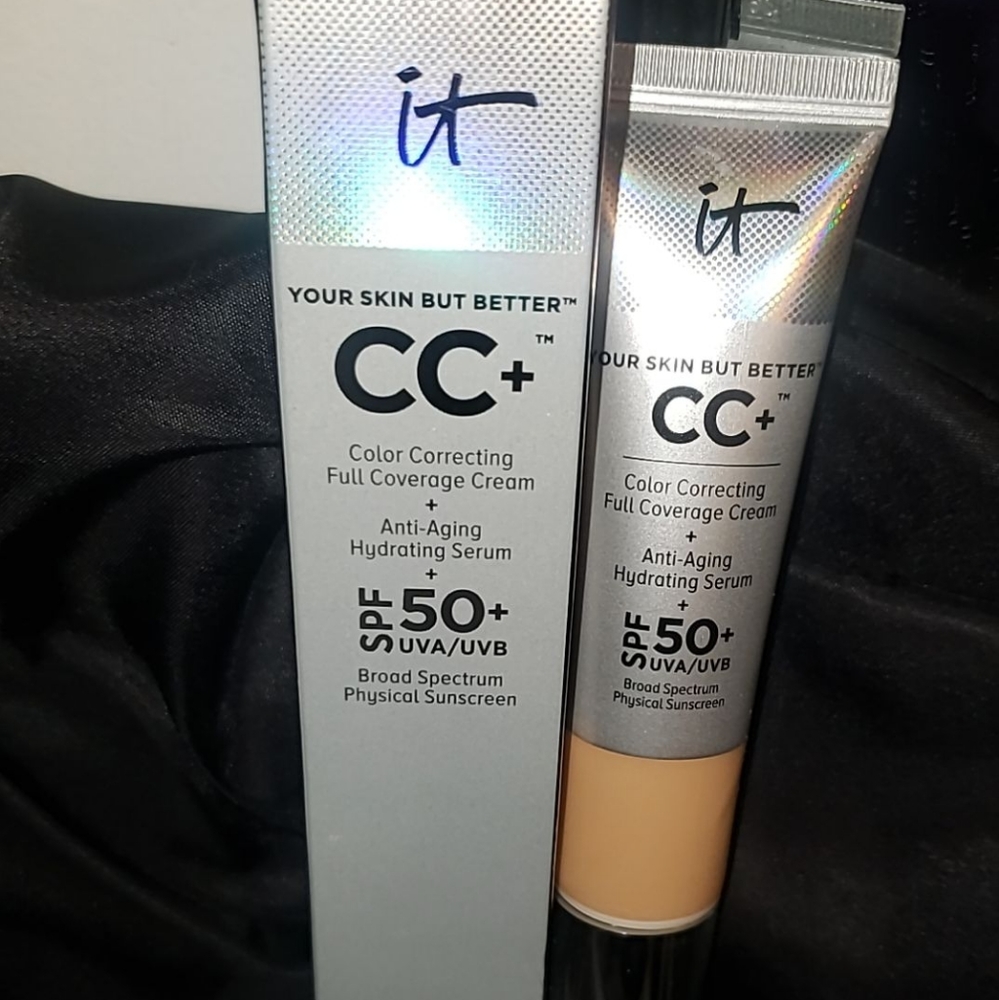 it
YOUR SKIN BUT BETTER™
CC+™
Color Correcting
Full Coverage Cream
+
Anti-Aging
Hydrating Serum
+
SPF 50+
UVA/UVB
Broad Spectrum
Physical Sunscreen
it
YOUR SKIN BUT BETTER™
CC+™
Color Correcting
Full Coverage Cream
+
Anti-Aging
Hydrating Serum
+
SPF 50+
UVA/UVB
Broad Spectrum
Physical Sunscreen